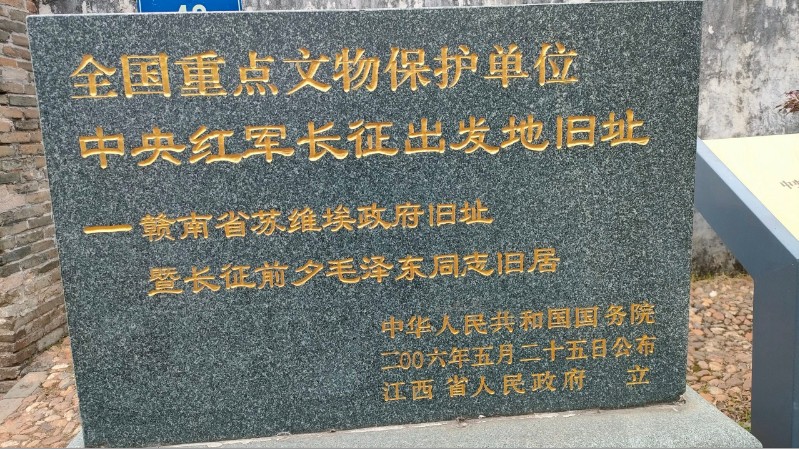 全国重点文物保护单位
中央红军长征出发地旧址
一赣南省苏维埃政府旧址
暨长征前夕毛泽东同志旧居
中华人民共和国国务院
二00六年五月二十五日公布
江西省人民政府 立